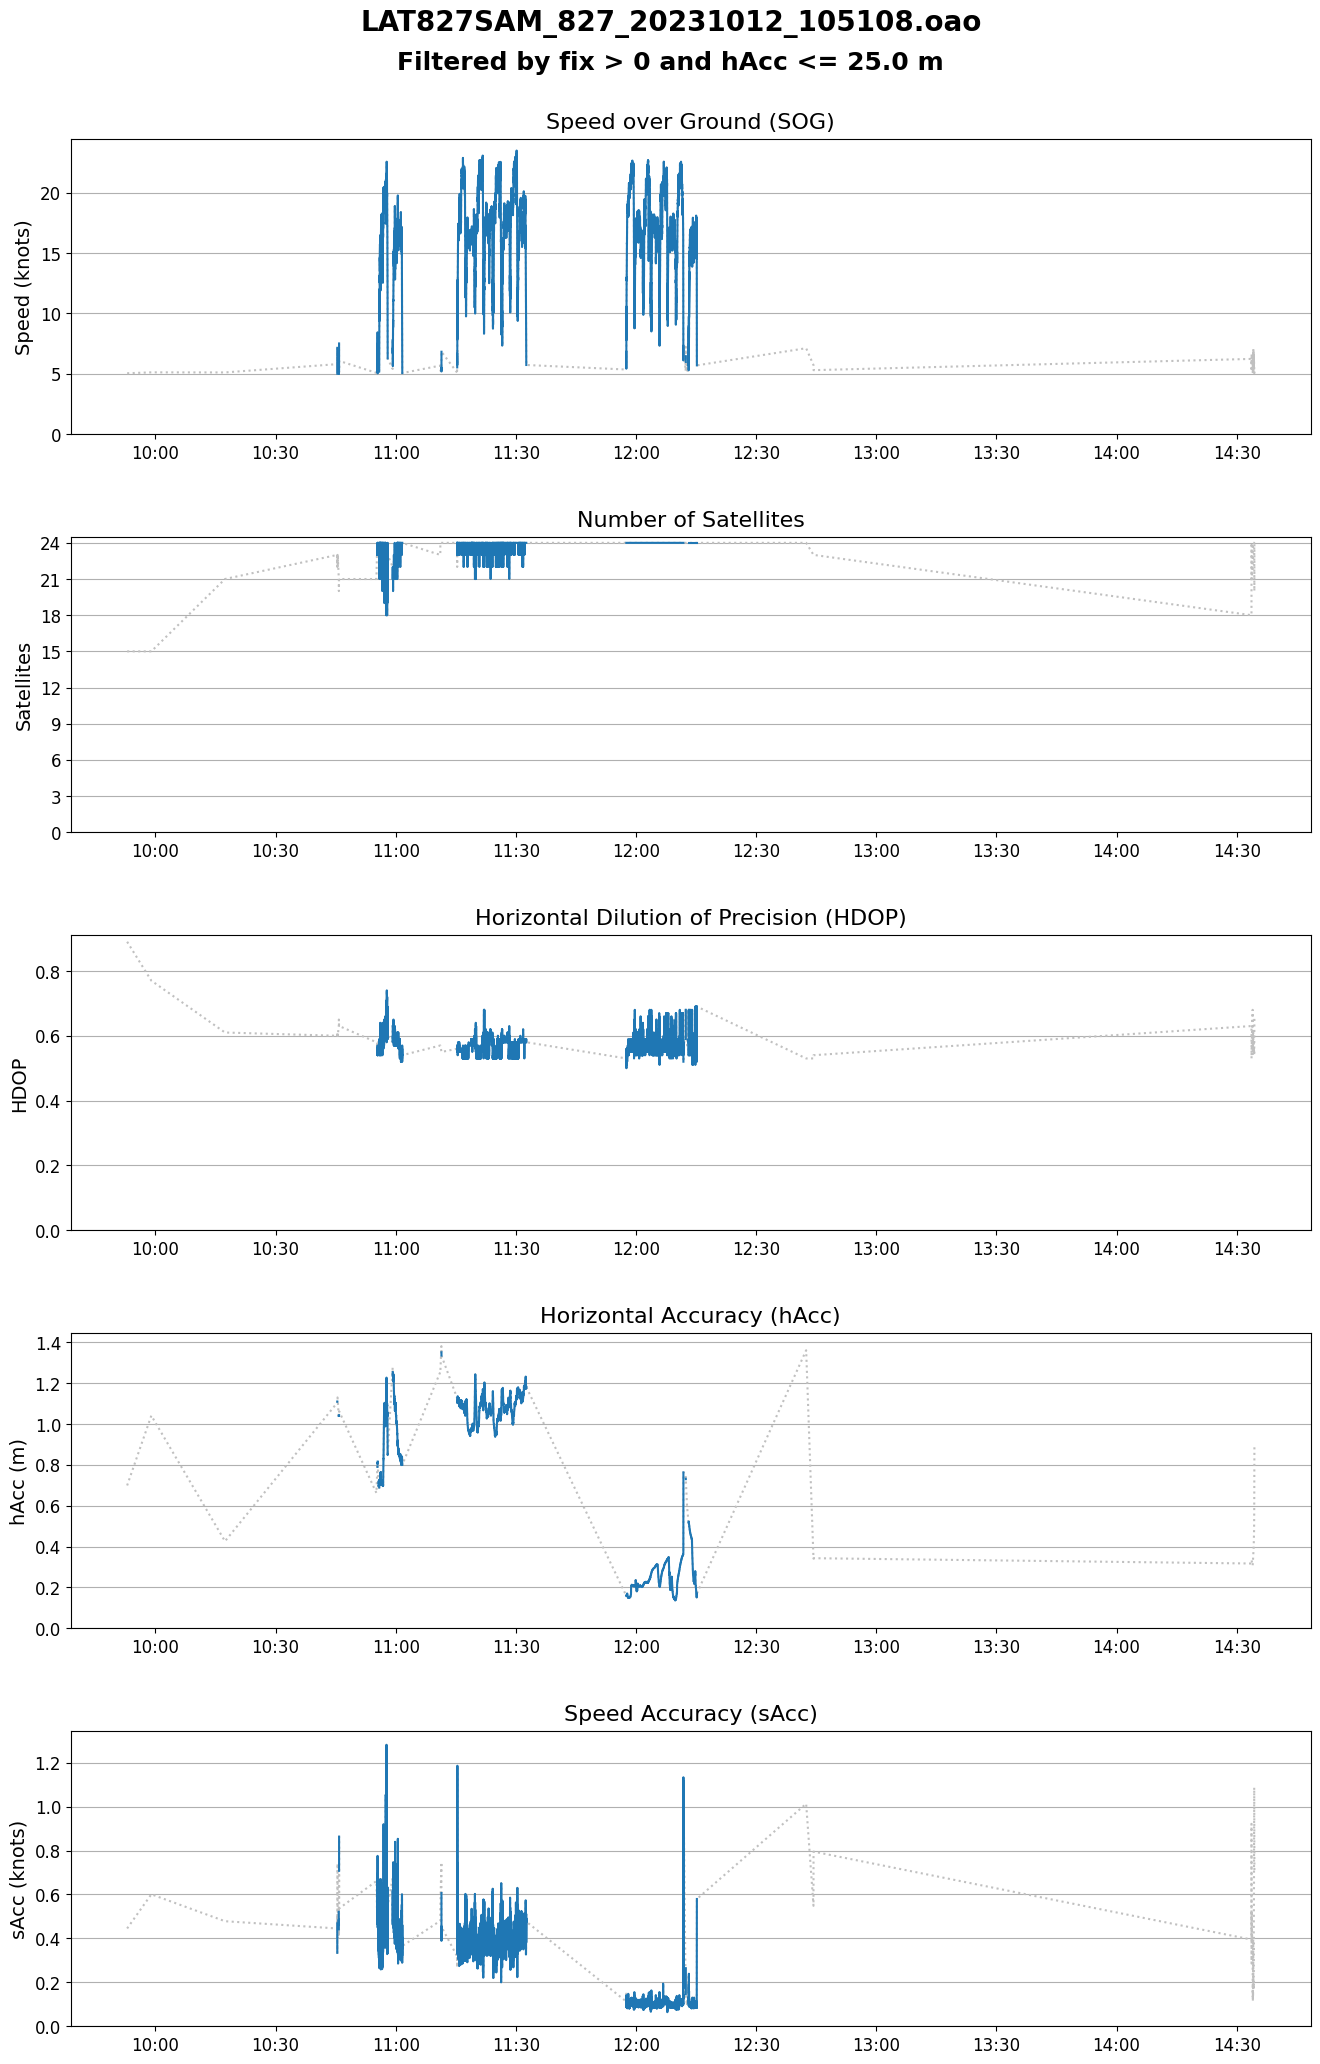 LAT827SAM_827_20231012_105108.oao
Filtered by fix > 0 and hAcc <= 25.0 m
Speed over Ground (SOG)
Speed (knots)
20
15
10
5
0
10:00 10:30 11:00 11:30 12:00 12:30 13:00 13:30 14:00 14:30
Number of Satellites
Satellites
24
21
18
15
12
9
6
3
0
10:00 10:30 11:00 11:30 12:00 12:30 13:00 13:30 14:00 14:30
Horizontal Dilution of Precision (HDOP)
HDOP
0.8
0.6
0.4
0.2
0.0
10:00 10:30 11:00 11:30 12:00 12:30 13:00 13:30 14:00 14:30
Horizontal Accuracy (hAcc)
hAcc (m)
1.4
1.2
1.0
0.8
0.6
0.4
0.2
0.0
10:00 10:30 11:00 11:30 12:00 12:30 13:00 13:30 14:00 14:30
Speed Accuracy (sAcc)
sAcc (knots)
1.2
1.0
0.8
0.6
0.4
0.2
0.0
10:00 10:30 11:00 11:30 12:00 12:30 13:00 13:30 14:00 14:30